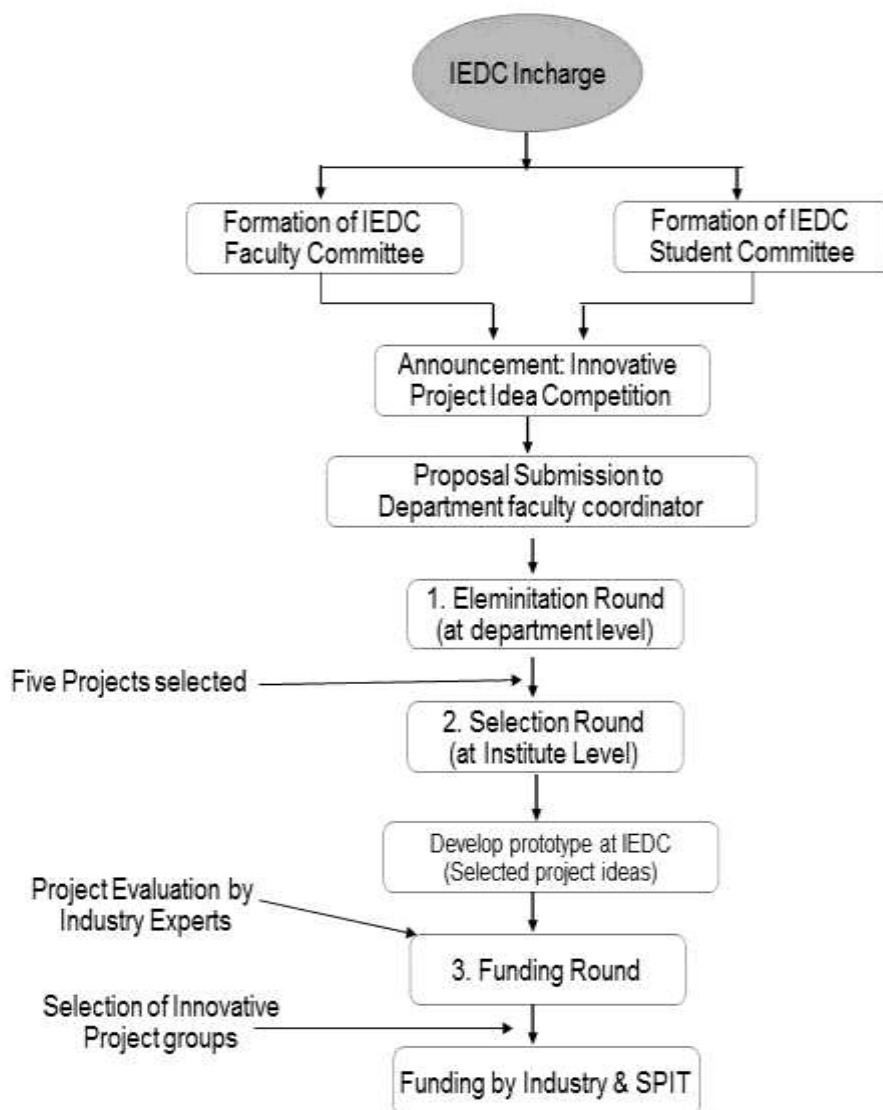 IEDC Incharge
Formation of IEDC
Faculty Committee
Formation of IEDC
Student Committee
Announcement: Innovative
Project Idea Competition
Proposal Submission to
Department faculty coordinator
1. Eleminitation Round
(at department level)
Five Projects selected
2. Selection Round
(at Institute Level)
Develop prototype at IEDC
(Selected project ideas)
Project Evaluation by
Industry Experts
3. Funding Round
Selection of Innovative
Project groups
Funding by Industry & SPIT